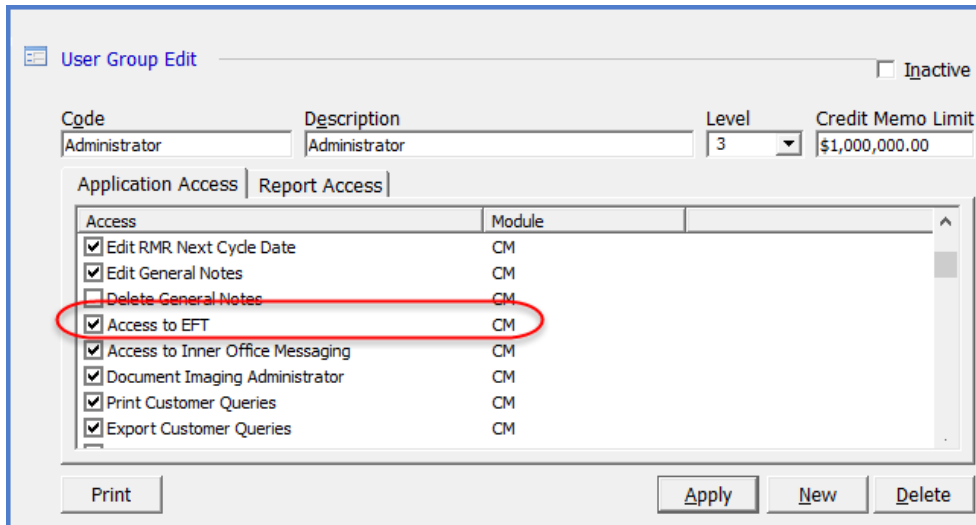 User Group Edit
Inactive
Code Description Level Credit Memo Limit
Administrator Administrator 3 $1,000,000.00
Application Access Report Access
Access Module
Edit RMR Next Cycle Date CM
Edit General Notes CM
Delete General Notes CM
Access to EFT CM
Access to Inner Office Messaging CM
Document Imaging Administrator CM
Print Customer Queries CM
Export Customer Queries CM
Print Apply New Delete